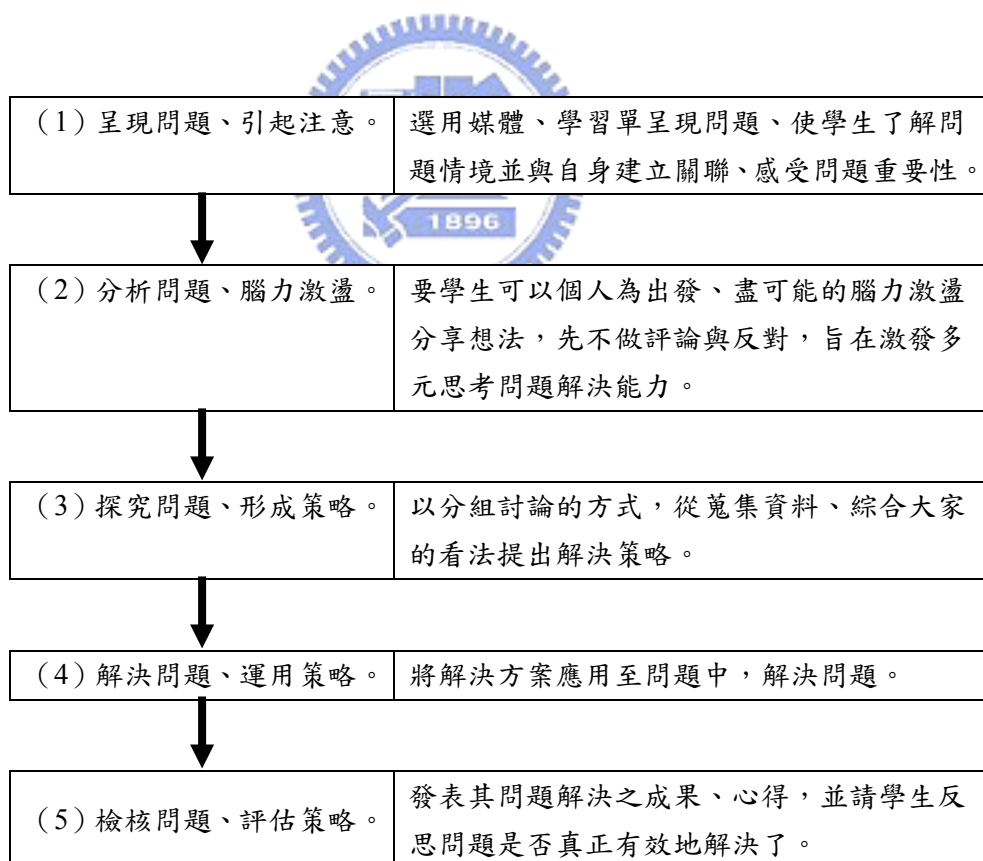 （1）呈現問題、引起注意。
選用媒體、學習單呈現問題、使學生了解問
題情境並與自身建立關聯、感受問題重要性。
1896
（2）分析問題、腦力激盪。
要學生可以個人為出發、盡可能的腦力激盪
分享想法，先不做評論與反對，旨在激發多
元思考問題解決能力。
（3）探究問題、形成策略。
以分組討論的方式，從蒐集資料、綜合大家
的看法提出解決策略。
（4）解決問題、運用策略。
將解決方案應用至問題中，解決問題。
（5）檢核問題、評估策略。
發表其問題解決之成果、心得，並請學生反
思問題是否真正有效地解決了。